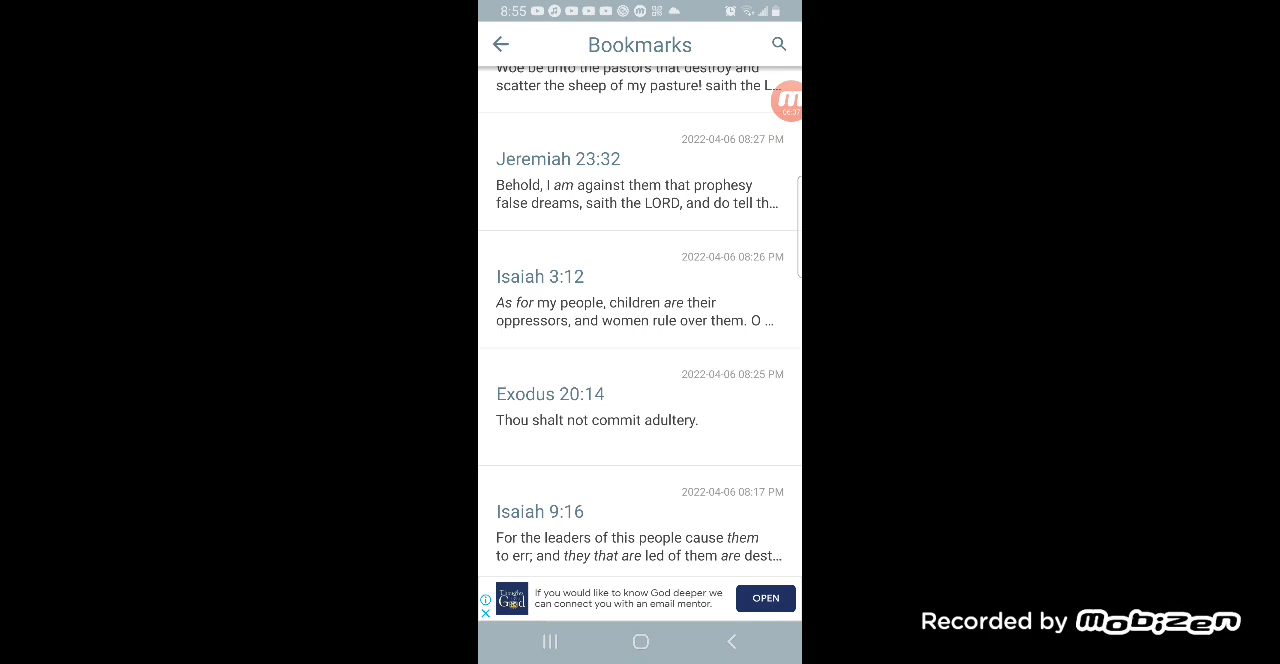 8:55
Bookmarks
Woe be unto the pastors that destroy and
scatter the sheep of my pasture! saith the L...
06:37
2022-04-06 08:27 PM
Jeremiah 23:32
Behold, I am against them that prophesy
false dreams, saith the LORD, and do tell th...
2022-04-06 08:26 PM
Isaiah 3:12
As for my people, children are their
oppressors, and women rule over them. O ...
2022-04-06 08:25 PM
Exodus 20:14
Thou shalt not commit adultery.
2022-04-06 08:17 PM
Isaiah 9:16
For the leaders of this people cause them
to err; and they that are led of them are dest...
God
If you would like to know God deeper we
can connect you with an email mentor.
OPEN
Recorded by mobizen